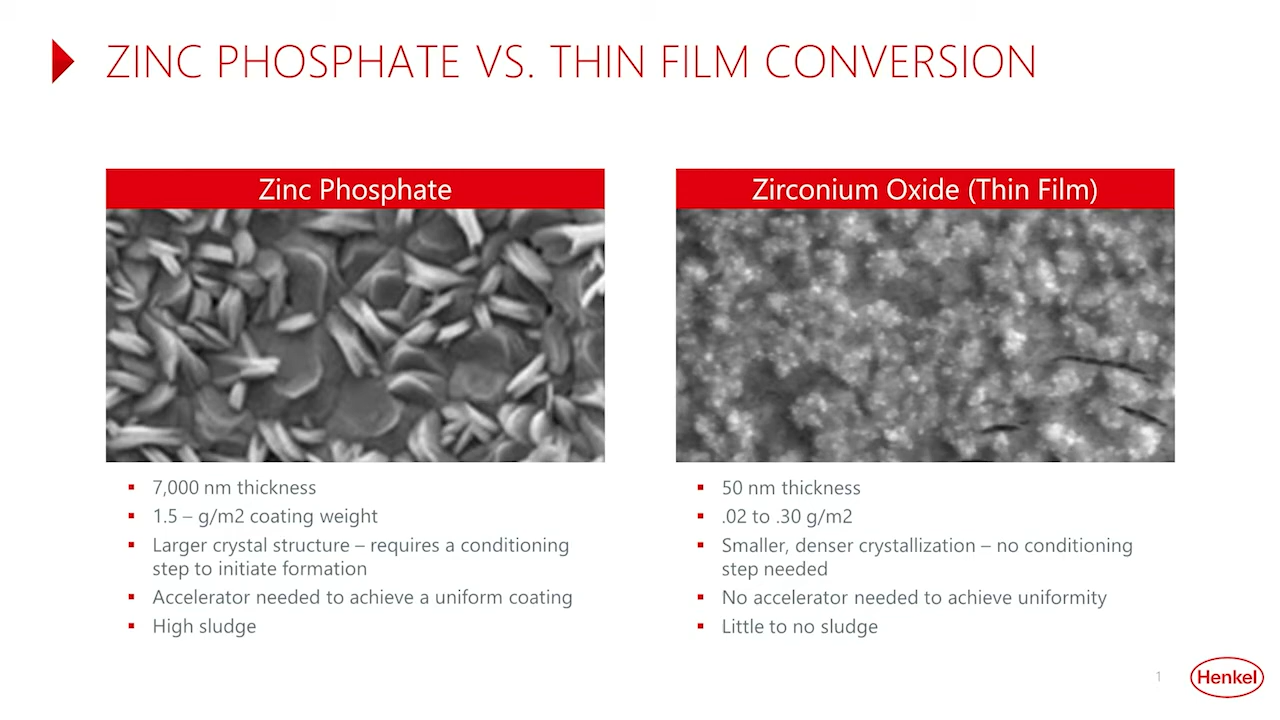 ZINC PHOSPHATE VS. THIN FILM CONVERSION
Zinc Phosphate
7,000 nm thickness
1.5 – g/m2 coating weight
Larger crystal structure – requires a conditioning
step to initiate formation
Accelerator needed to achieve a uniform coating
High sludge
Zirconium Oxide (Thin Film)
50 nm thickness
.02 to .30 g/m2
Smaller, denser crystallization – no conditioning
step needed
No accelerator needed to achieve uniformity
Little to no sludge
1
Henkel